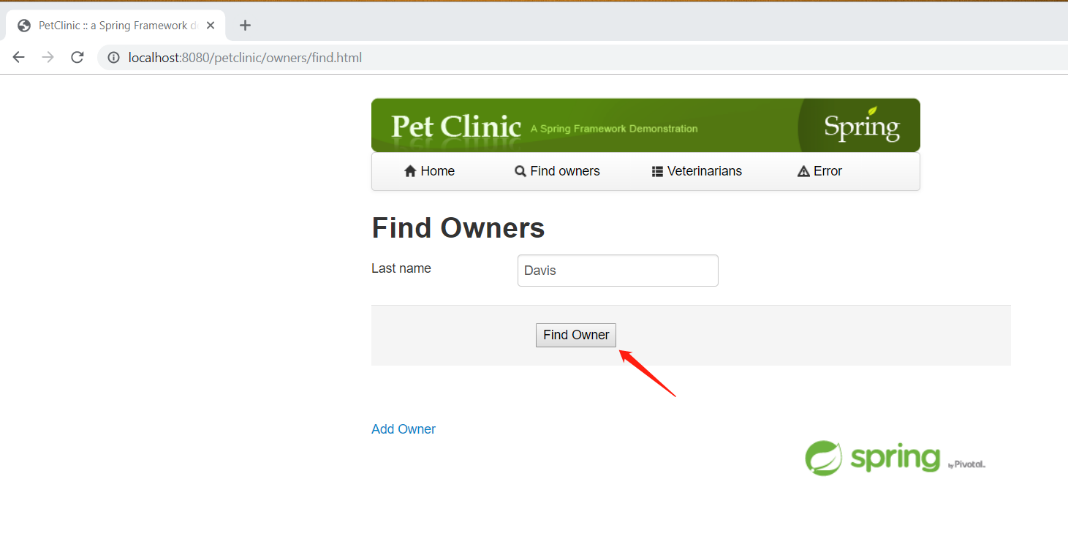 PetClinic :: a Spring Framework d
localhost:8080/petclinic/owners/find.html
Pet Clinic A Spring Framework Demonstration Spring
Home Find owners Veterinarians Error
Find Owners
Last name Davis
Find Owner
Add Owner
spring by Pivotal.